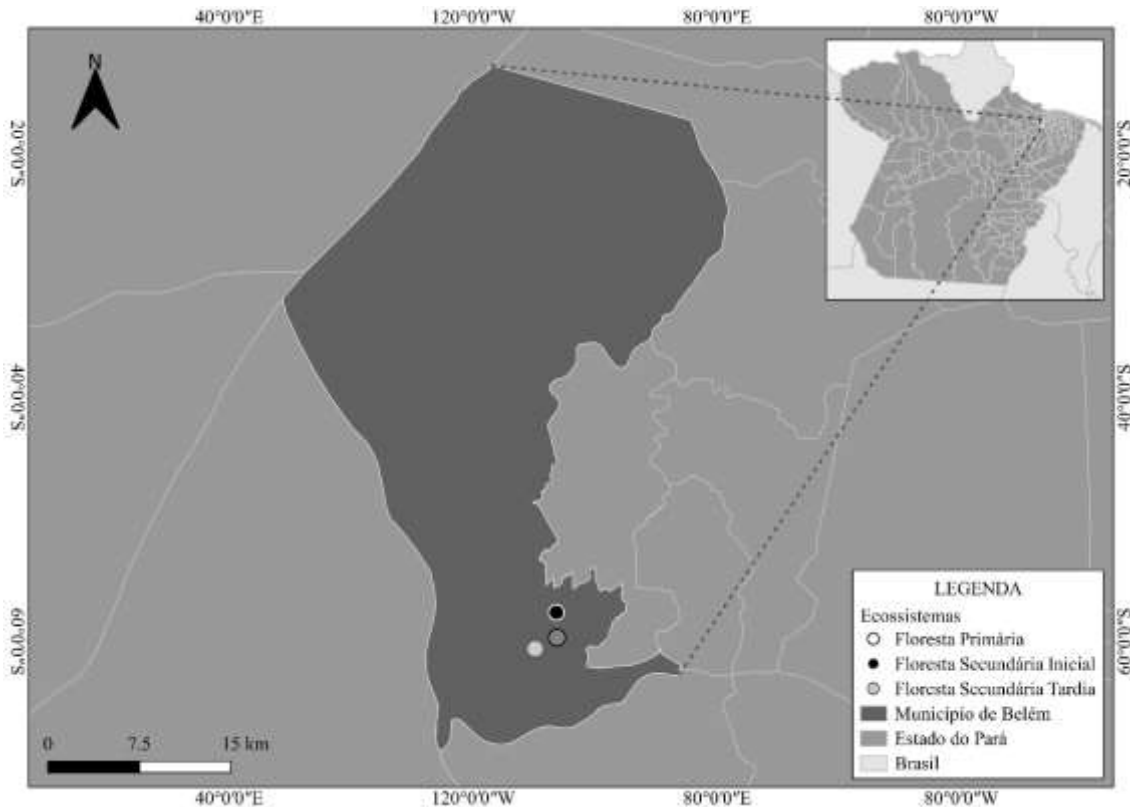 40°0'0"E 120°0'0"W 80°0'0"E 80°0'0"W
N
20°0'0"S
20°0'0"S
40°0'0"S
40°0'0"S
60°0'0"S
60°0'0"S
LEGENDA
Ecossistemas
Floresta Primária
Floresta Secundária Inicial
Floresta Secundária Tardia
Município de Belém
Estado do Pará
Brasil
0 7.5 15 km
40°0'0"E 120°0'0"W 80°0'0"E 80°0'0"W